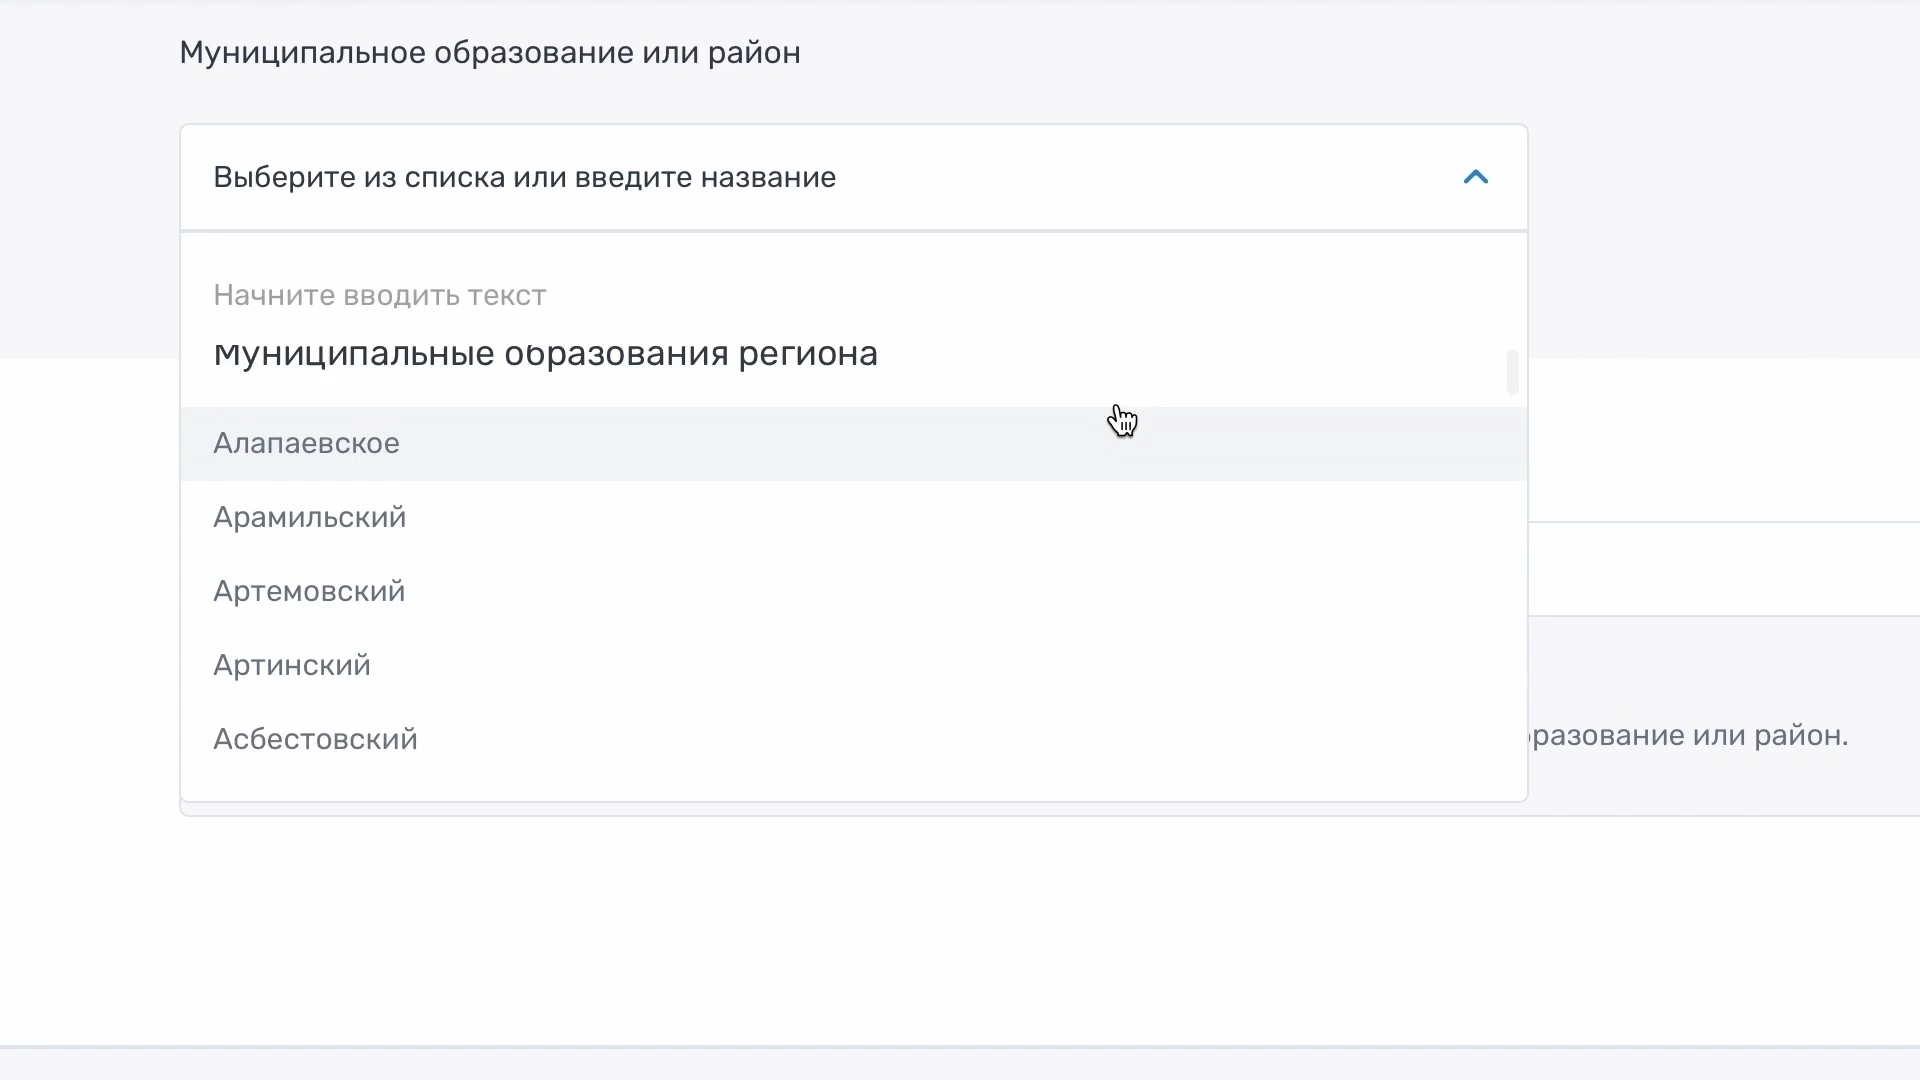 Муниципальное образование или район
Выберите из списка или введите название
Начните вводить текст
Муниципальные образования региона
Алапаевское
Арамильский
Артемовский
Артинский
Асбестовский
или район.